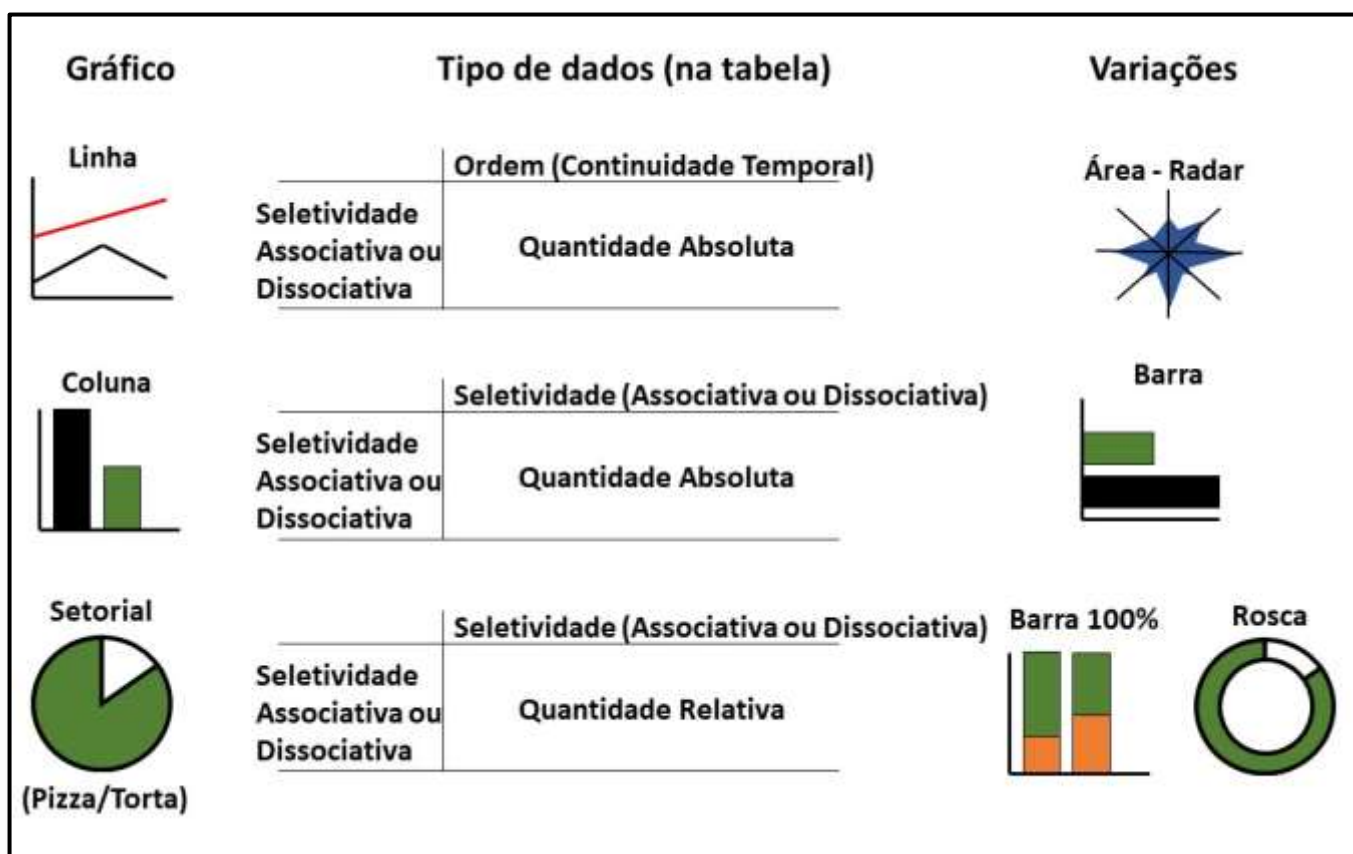 Gráfico
Tipo de dados (na tabela)
Variações
Linha
Ordem (Continuidade Temporal)
Seletividade
Associativa ou
Dissociativa
Quantidade Absoluta
Área - Radar
Coluna
Seletividade (Associativa ou Dissociativa)
Seletividade
Associativa ou
Dissociativa
Quantidade Absoluta
Barra
Setorial
(Pizza/Torta)
Seletividade (Associativa ou Dissociativa)
Seletividade
Associativa ou
Dissociativa
Quantidade Relativa
Barra 100%
Rosca